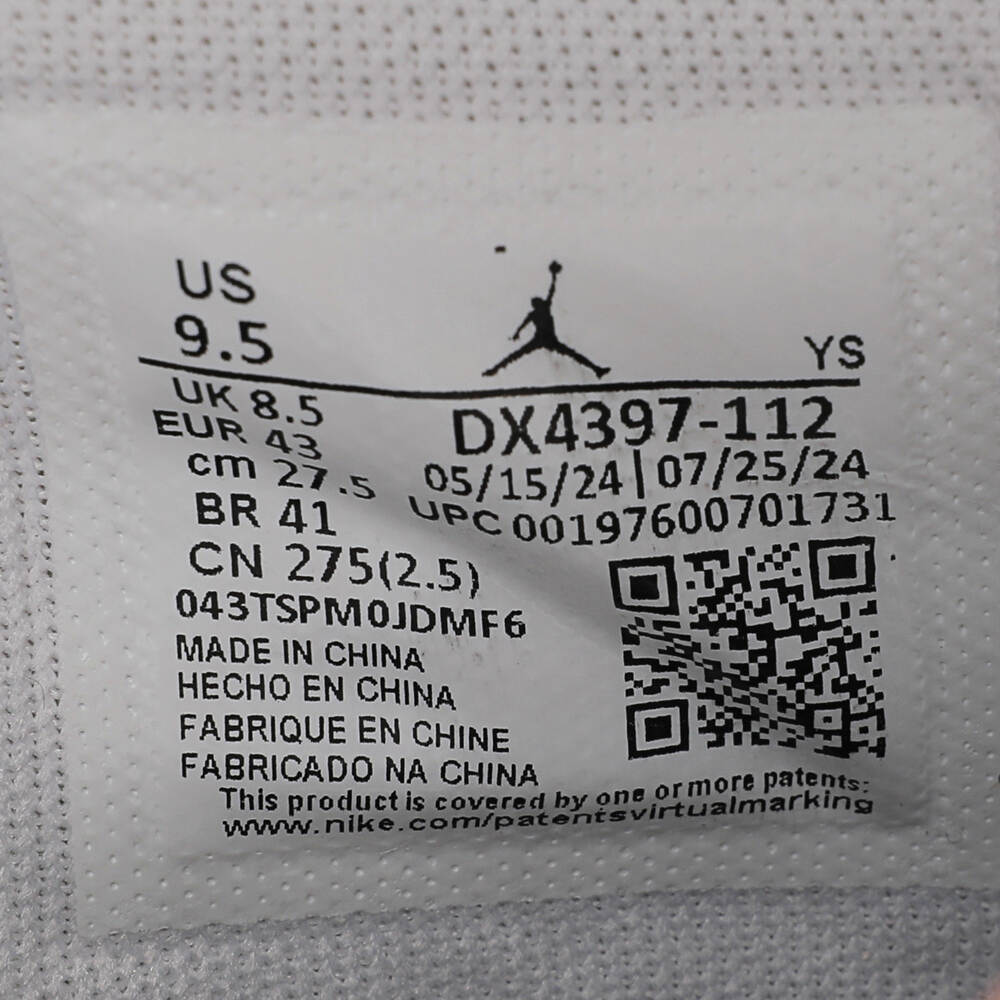 US
9.5
YS
UK 8.5
EUR 43
cm 27.5
BR 41
CN 275(2.5)
DX4397-112
05/15/24|07/25/24
UPC 00197600701731
043TSPM0JDMF6
MADE IN CHINA
HECHO EN CHINA
FABRIQUE EN CHINE
FABRICADO NA CHINA
This product is covered by one or more patents:
www.nike.com/patentsvirtualmarking